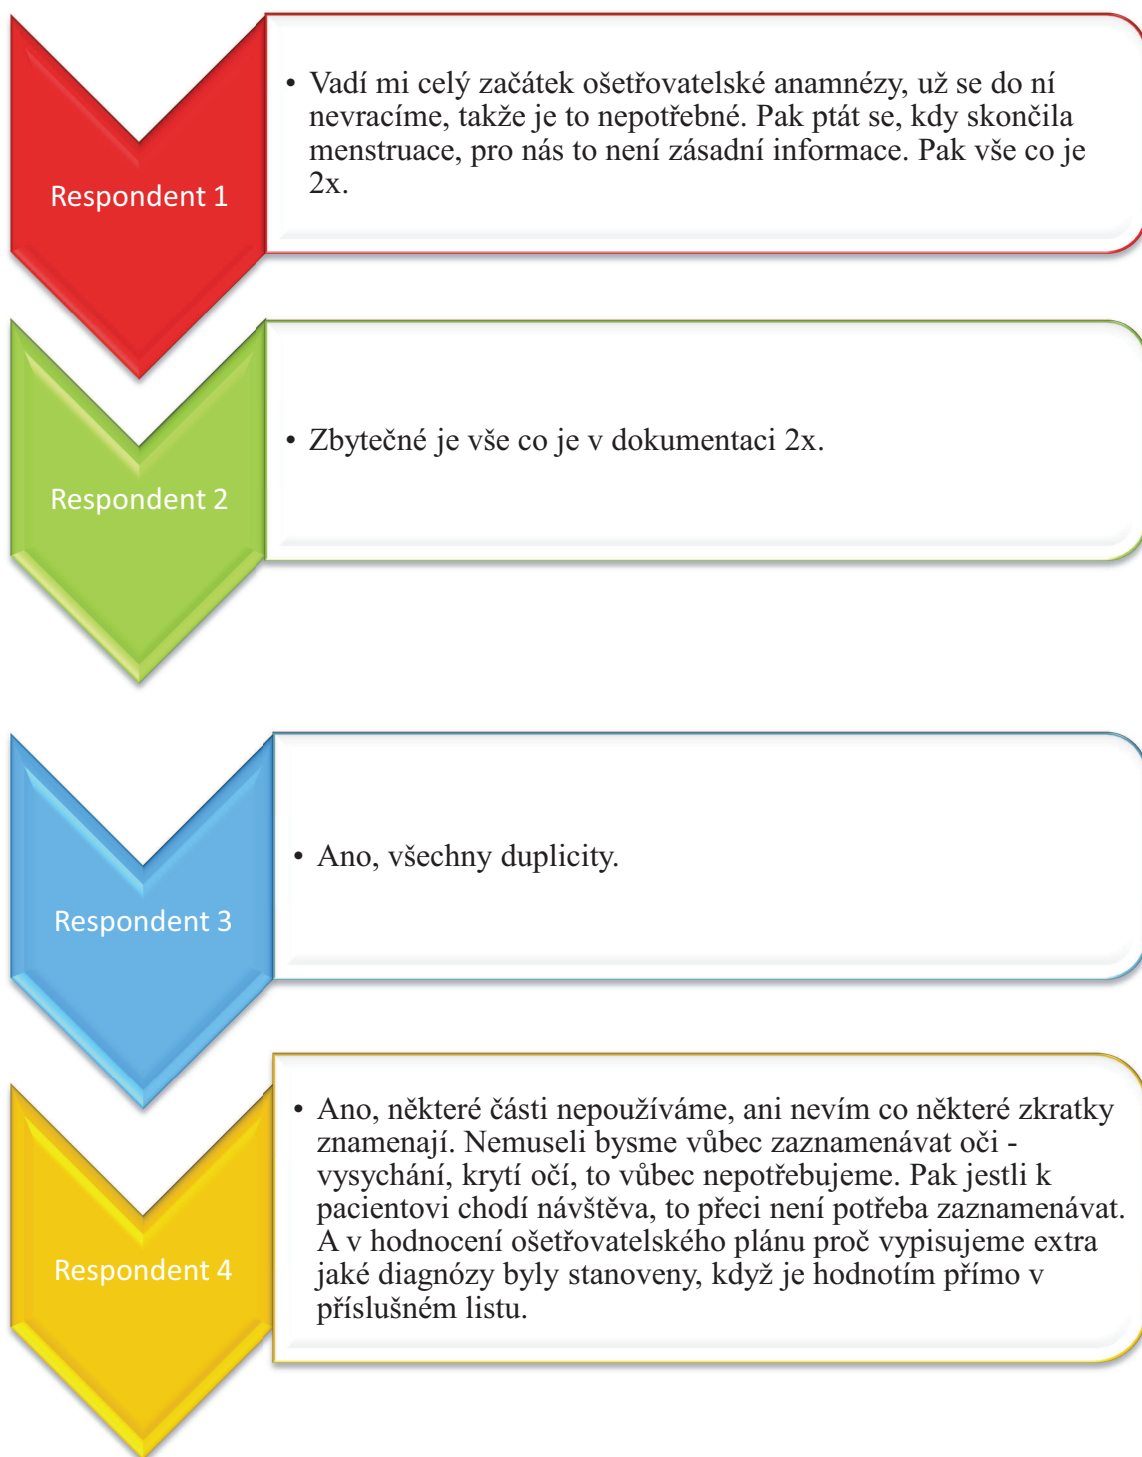 Respondent 1
• Vadí mi celý začátek ošetřovatelské anamnézy, už se do ní
nevracíme, takže je to nepotřebné. Pak ptát se, kdy skončila
menstruace, pro nás to není zásadní informace. Pak vše co je
2x.
Respondent 2
• Zbytečné je vše co je v dokumentaci 2x.
Respondent 3
• Ano, všechny duplicity.
Respondent 4
• Ano, některé části nepoužíváme, ani nevím co některé zkratky
znamenají. Nemuseli bysme vůbec zaznamenávat oči -
vysychání, krytí očí, to vůbec nepotřebujeme. Pak jestli k
pacientovi chodí návštěva, to přeci není potřeba zaznamenávat.
A v hodnocení ošetřovatelského plánu proč vypisujeme extra
jaké diagnózy byly stanoveny, když je hodnotím přímo v
příslušném listu.